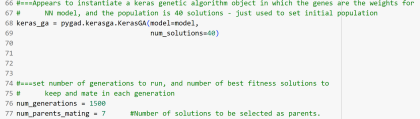 66 #===Appears to instantiate a keras genetic algorithm object in which the genes are the weights for
67 #      NN model, and the population is 40 solutions - just used to set initial population
68 keras_ga = pygad.kerasga.KerasGA(model=model,
69                                  num_solutions=40)
70
71
72
73
74 #===set number of generations to run, and number of best fitness solutions to
75 #      keep and mate in each generation
76 num_generations = 1500
77 num_parents_mating = 7      #Number of solutions to be selected as parents.